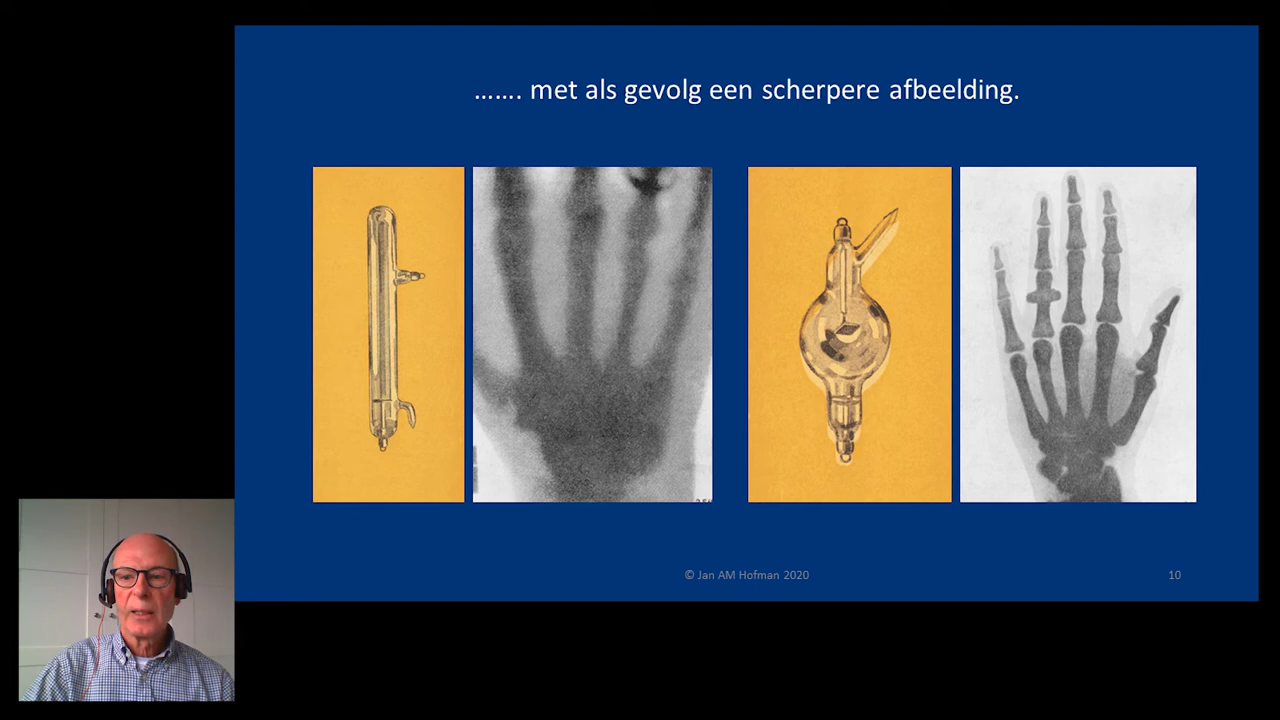 ……. met als gevolg een scherpere afbeelding.
© Jan AM Hofman 2020
10